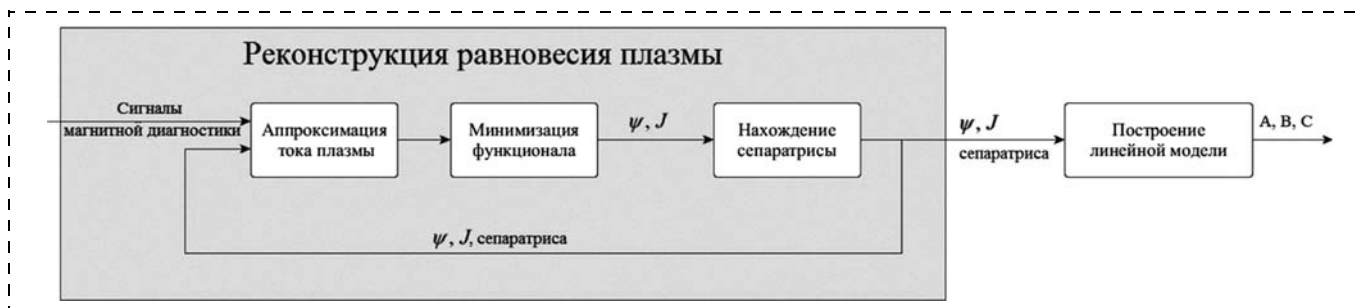 Реконструкция равновесия плазмы
Сигналы
магнитной диагностики
Аппроксимация
тока плазмы
Минимизация
функционала
ψ, J
Нахождение
сепаратрисы
ψ, J
сепаратриса
Построение
линейной модели
A, B, C
ψ, J, сепаратриса